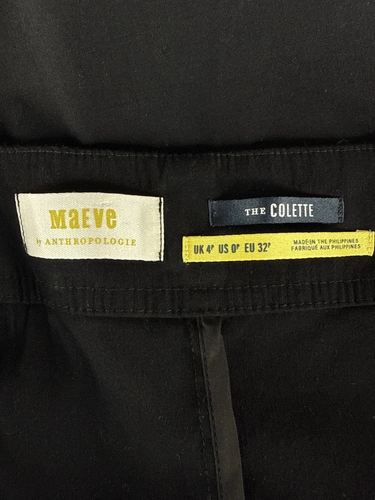 Maeve
by ANTHROPOLOGIE
THE COLETTE
UK 4P US 0P EU 32P
MADE IN THE PHILIPPINES
FABRIQUÉ AUX PHILIPPINES